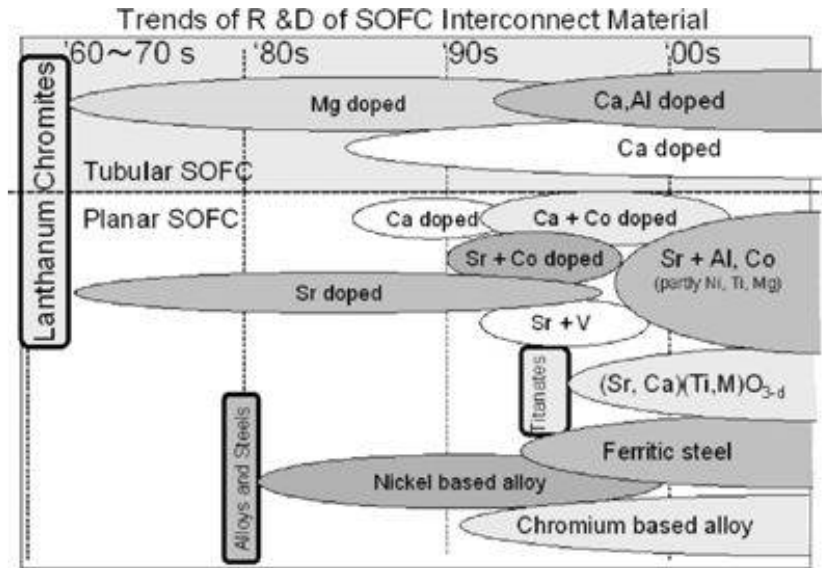 Trends of R &D of SOFC Interconnect Material
'60～70 s '80s '90s '00s
Lanthanum Chromites
Mg doped
Ca,Al doped
Ca doped
Tubular SOFC
Planar SOFC
Ca doped
Ca + Co doped
Sr + Co doped
Sr + Al, Co
(partly Ni, Ti, Mg)
Sr doped
Sr + V
Titanates
(Sr, Ca)(Ti,M)O3-d
Alloys and Steels
Ferritic steel
Nickel based alloy
Chromium based alloy